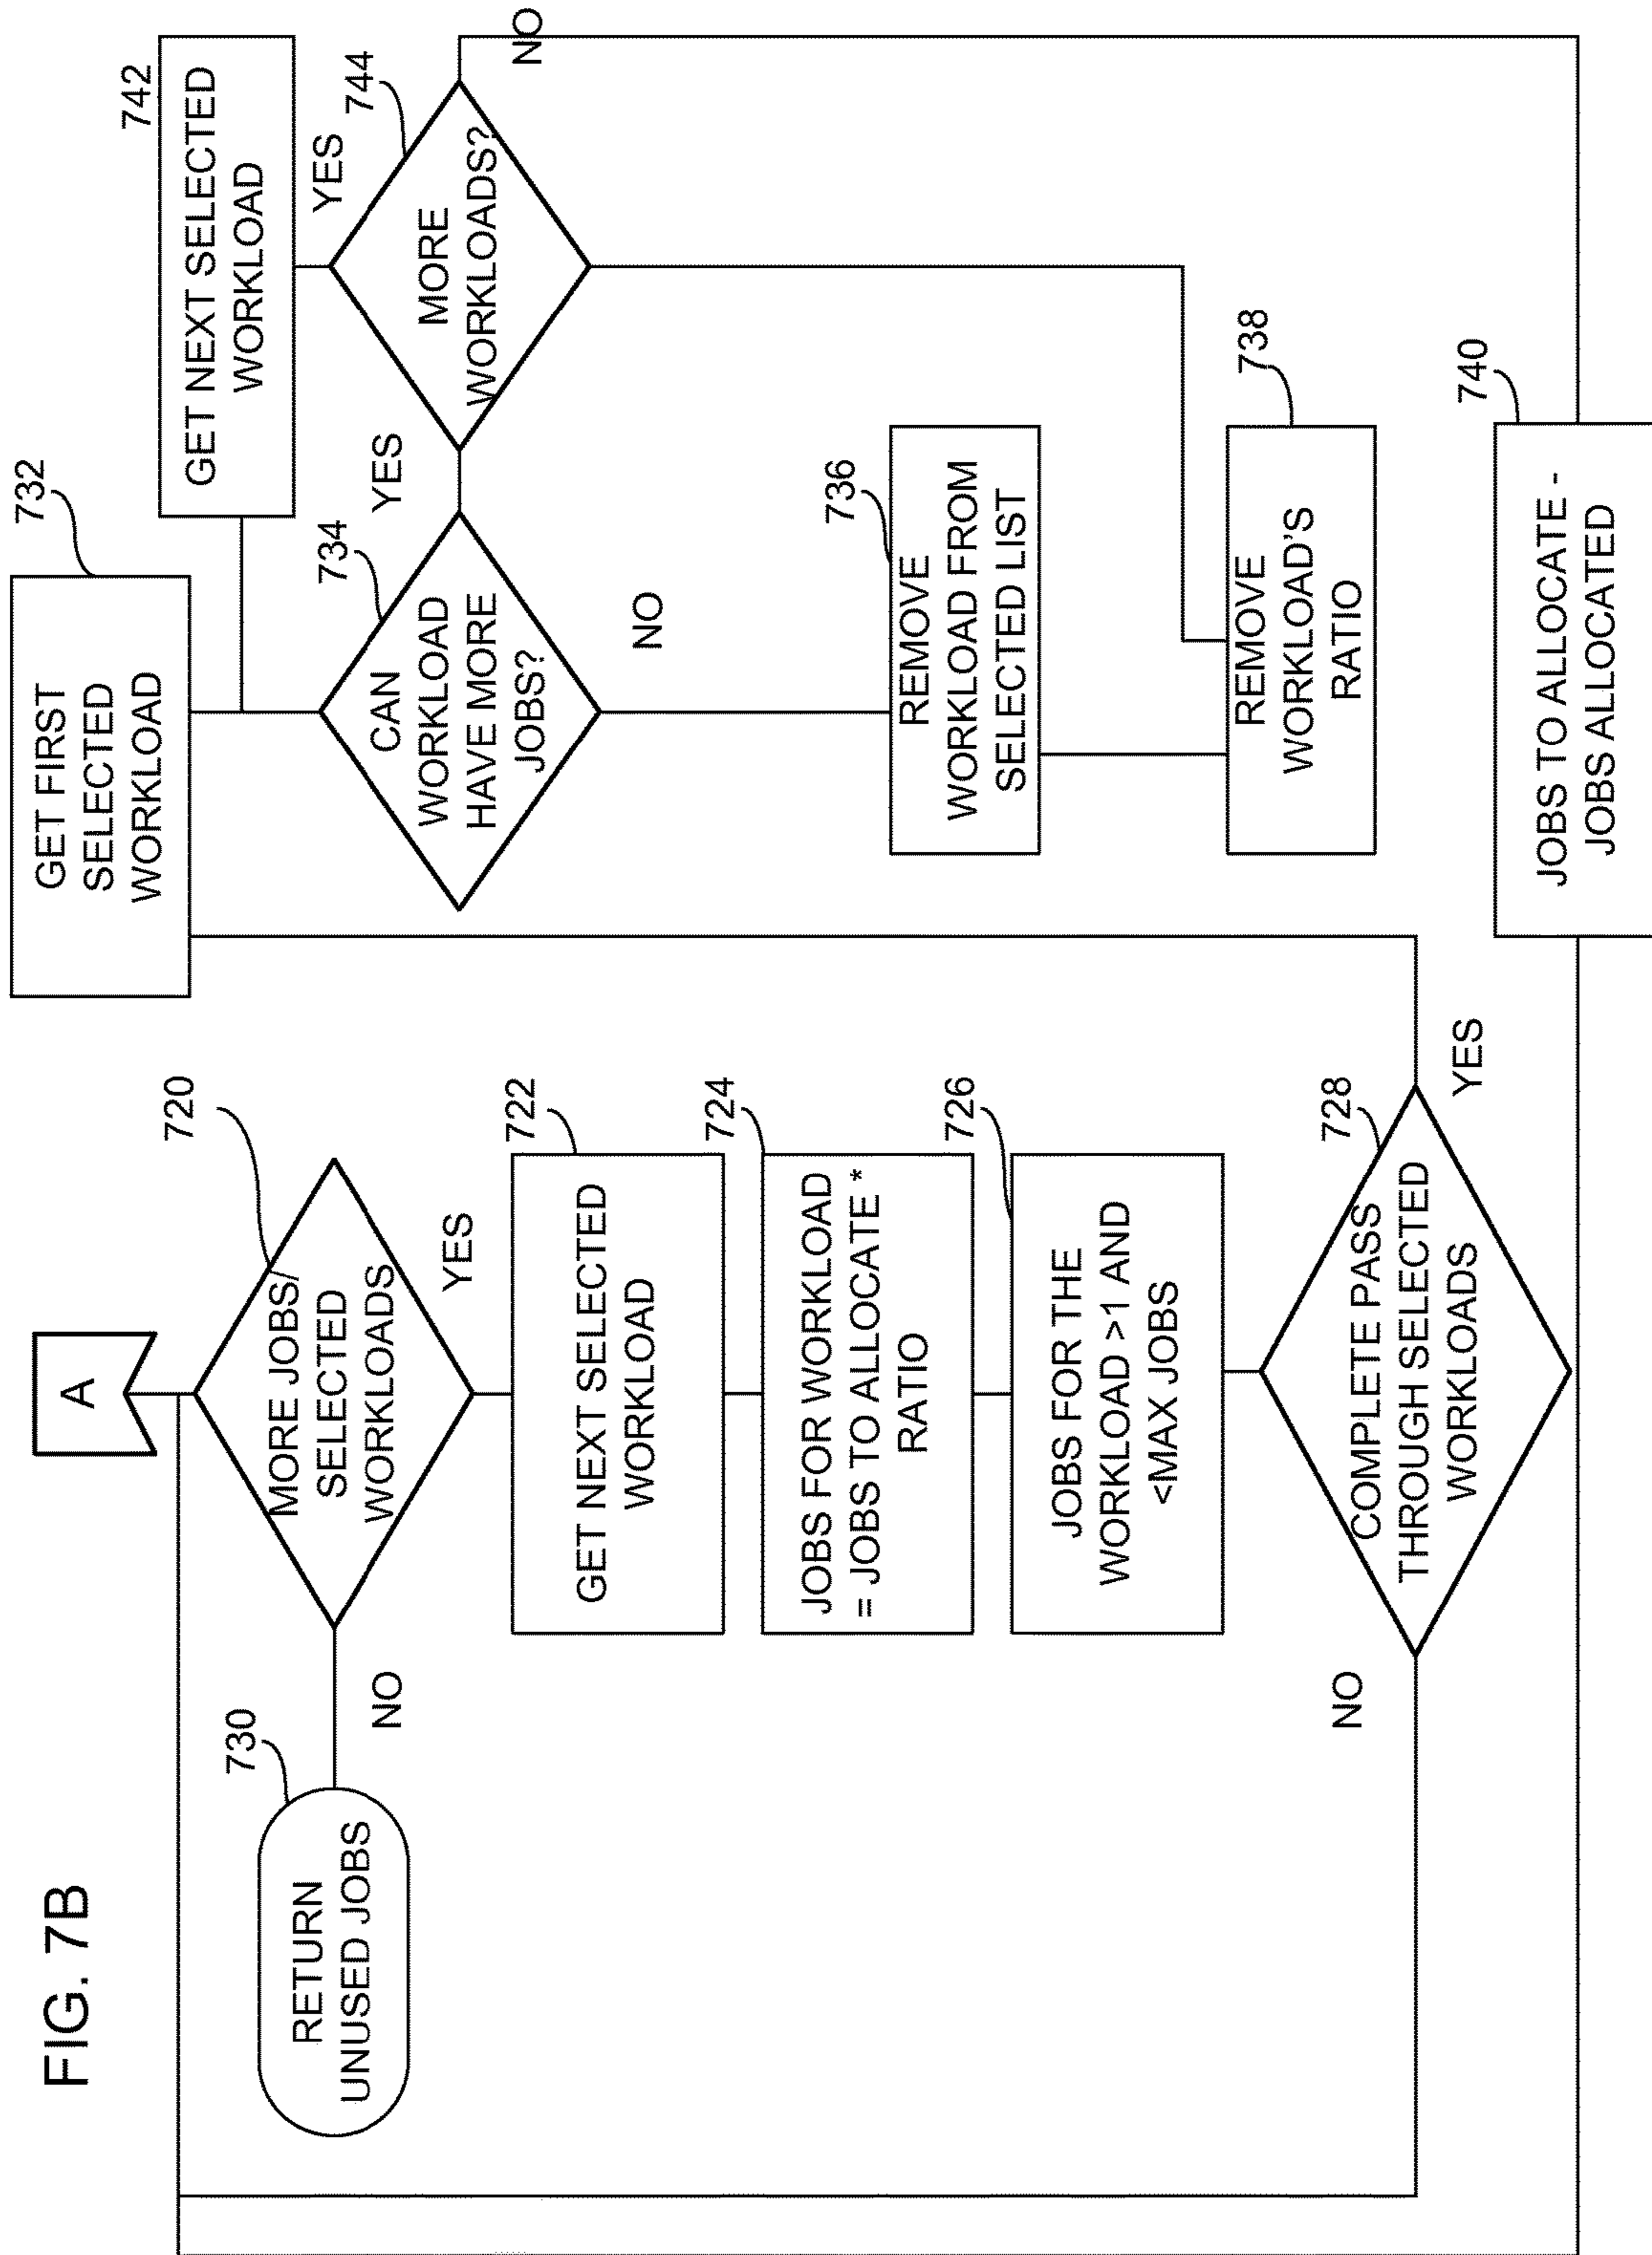 FIG. 7B
A
720
MORE JOBS/
SELECTED
WORKLOADS
YES
NO
730
RETURN
UNUSED JOBS
722
GET NEXT SELECTED
WORKLOAD
724
JOBS FOR WORKLOAD
= JOBS TO ALLOCATE *
RATIO
726
JOBS FOR THE
WORKLOAD >1 AND
<MAX JOBS
728
COMPLETE PASS
THROUGH SELECTED
WORKLOADS
NO
YES
732
GET FIRST
SELECTED
WORKLOAD
742
GET NEXT SELECTED
WORKLOAD
734
CAN
WORKLOAD
HAVE MORE
JOBS?
YES
NO
744
MORE
WORKLOADS?
YES
NO
736
REMOVE
WORKLOAD FROM
SELECTED LIST
738
REMOVE
WORKLOAD'S
RATIO
740
JOBS TO ALLOCATE -
JOBS ALLOCATED